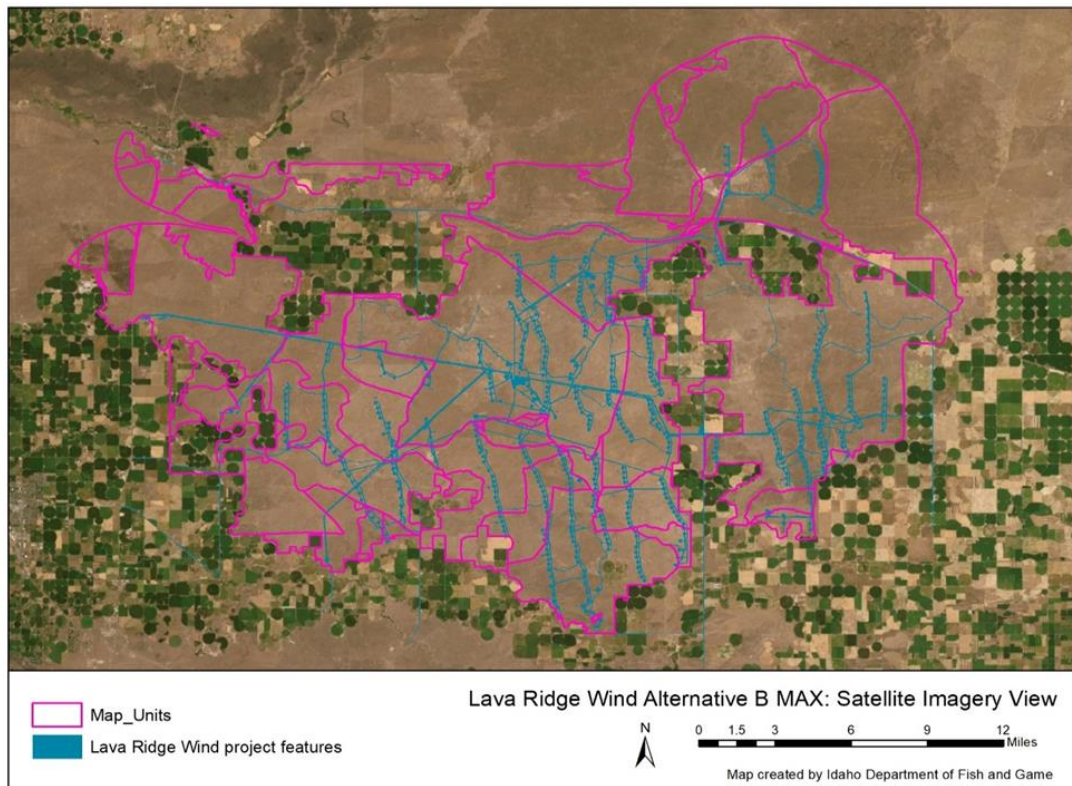 Map_Units
Lava Ridge Wind project features
Lava Ridge Wind Alternative B MAX: Satellite Imagery View
N
0 1.5 3 6 9 12
Miles
Map created by Idaho Department of Fish and Game